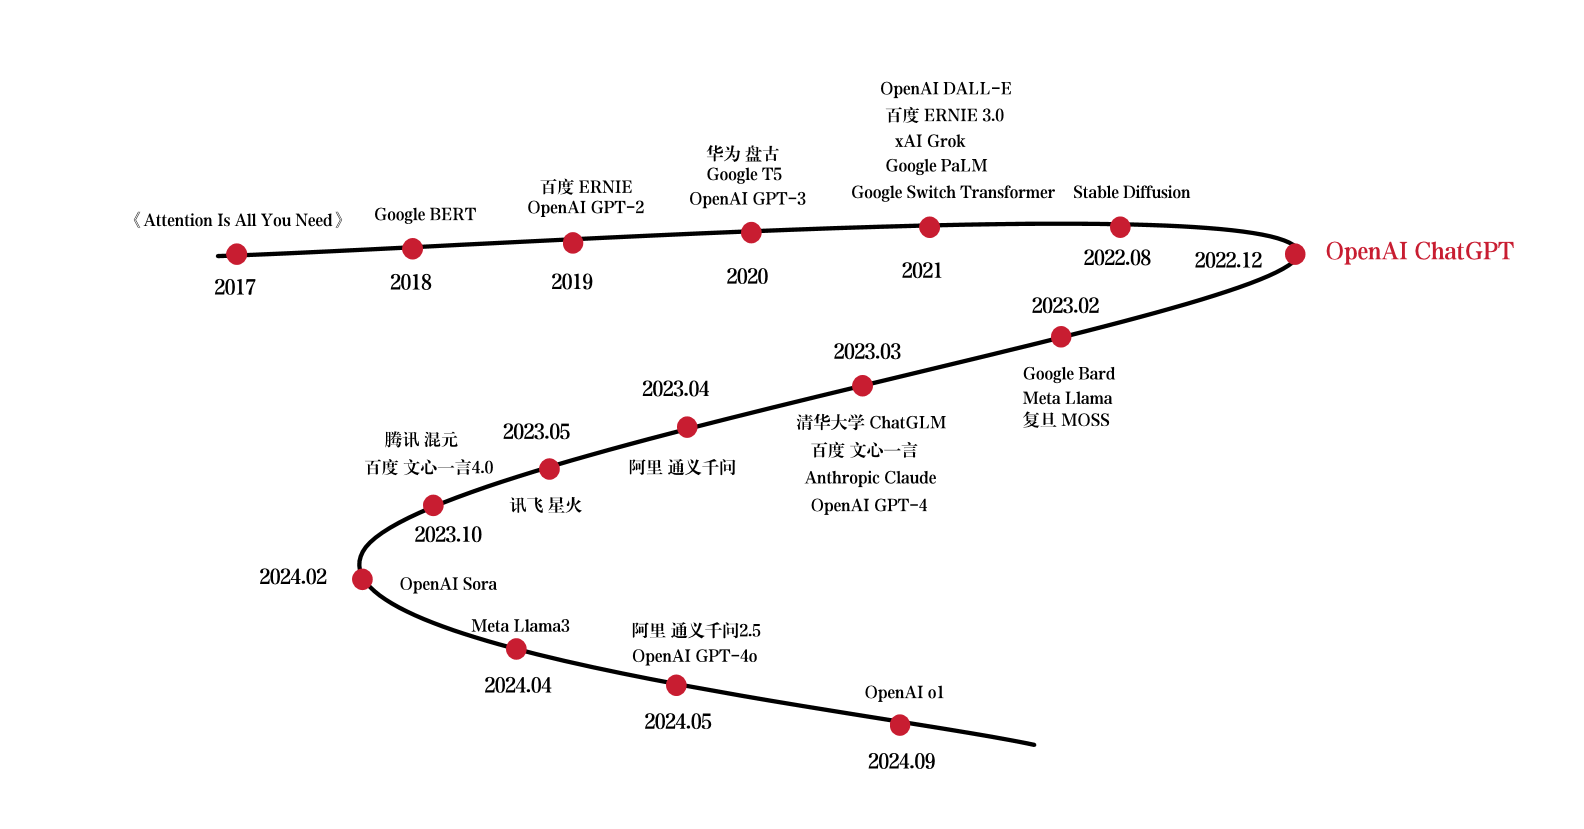 《Attention Is All You Need》
2017
Google BERT
2018
百度 ERNIE
OpenAI GPT-2
2019
华为 盘古
Google T5
OpenAI GPT-3
2020
OpenAI DALL-E
百度 ERNIE 3.0
xAI Grok
Google PaLM
Google Switch Transformer
2021
Stable Diffusion
2022.08
2022.12
OpenAI ChatGPT
2023.02
Google Bard
Meta Llama
复旦 MOSS
2023.03
清华大学 ChatGLM
百度 文心一言
Anthropic Claude
OpenAI GPT-4
2023.04
阿里 通义千问
2023.05
讯飞 星火
腾讯 混元
百度 文心一言4.0
2023.10
2024.02
OpenAI Sora
Meta Llama3
2024.04
阿里 通义千问2.5
OpenAI GPT-4o
2024.05
OpenAI o1
2024.09